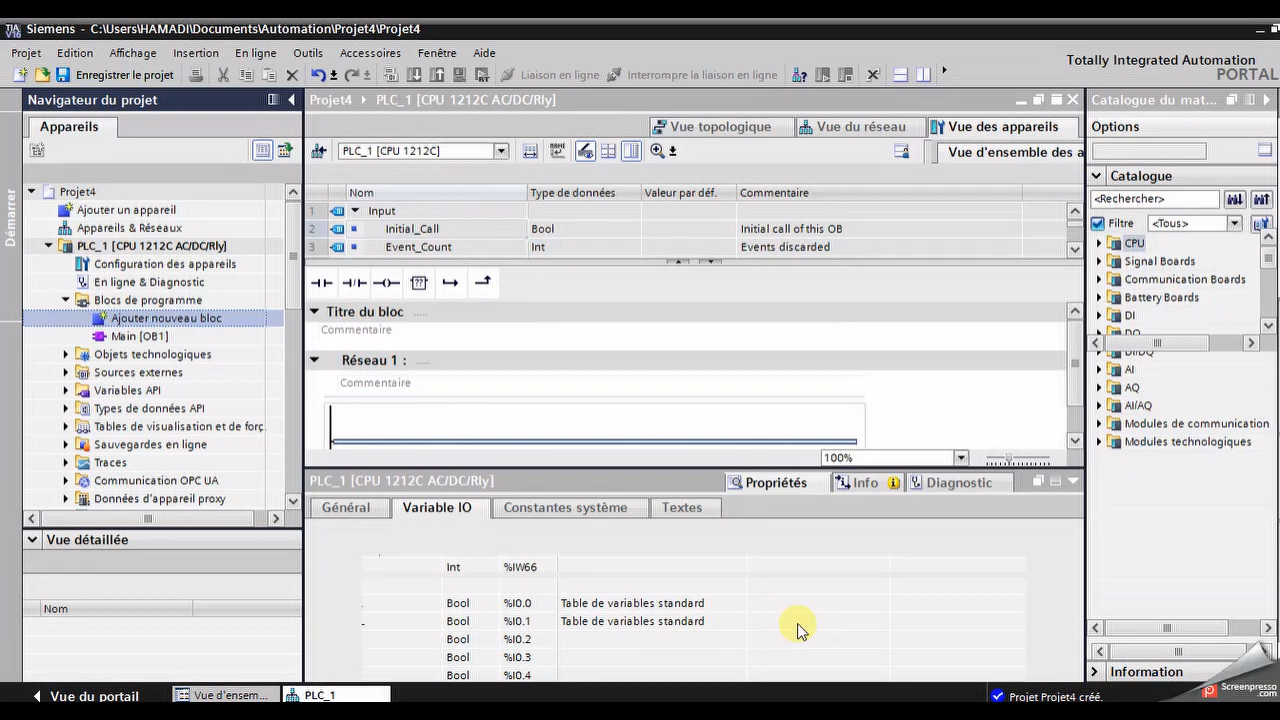 TIA V16 Siemens - C:\Users\HAMADI\Documents\Automation\Projet4\Projet4
Projet Edition Affichage Insertion En ligne Outils Accessoires Fenêtre Aide
Totally Integrated Automation
PORTAL
Enregistrer le projet Liaison en ligne Interrompre la liaison en ligne
Navigateur du projet
Appareils
Projet4
Ajouter un appareil
Appareils & Réseaux
PLC_1 [CPU 1212C AC/DC/Rly]
Configuration des appareils
En ligne & Diagnostic
Blocs de programme
Ajouter nouveau bloc
Main [OB1]
Objets technologiques
Sources externes
Variables API
Types de données API
Tables de visualisation et de forç
Sauvegardes en ligne
Traces
Communication OPC UA
Données d'appareil proxy
Vue détaillée
Nom
Démarrer
Projet4 PLC_1 [CPU 1212C AC/DC/Rly]
Vue topologique Vue du réseau Vue des appareils
PLC_1 [CPU 1212C] Vue d'ensemble des a
Nom Type de données Valeur par déf. Commentaire
1 Input
2 Initial_Call Bool Initial call of this OB
3 Event_Count Int Events discarded
Titre du bloc .....
Commentaire
Réseau 1 : .....
Commentaire
100%
PLC_1 [CPU 1212C AC/DC/Rly] Propriétés Info Diagnostic
Général Variable IO Constantes système Textes
Int %IW66
Bool %I0.0 Table de variables standard
Bool %I0.1 Table de variables standard
Bool %I0.2
Bool %I0.3
Bool %I0.4
Catalogue du mat...
Options
Catalogue
<Rechercher>
Filtre <Tous>
CPU
Signal Boards
Communication Boards
Battery Boards
DI
DQ
DI/DQ
AI
AQ
AI/AQ
Modules de communication
Modules technologiques
Information
Vue du portail Vue d'ensem... PLC_1 Projet Projet4 créé.
Screenpresso
.com